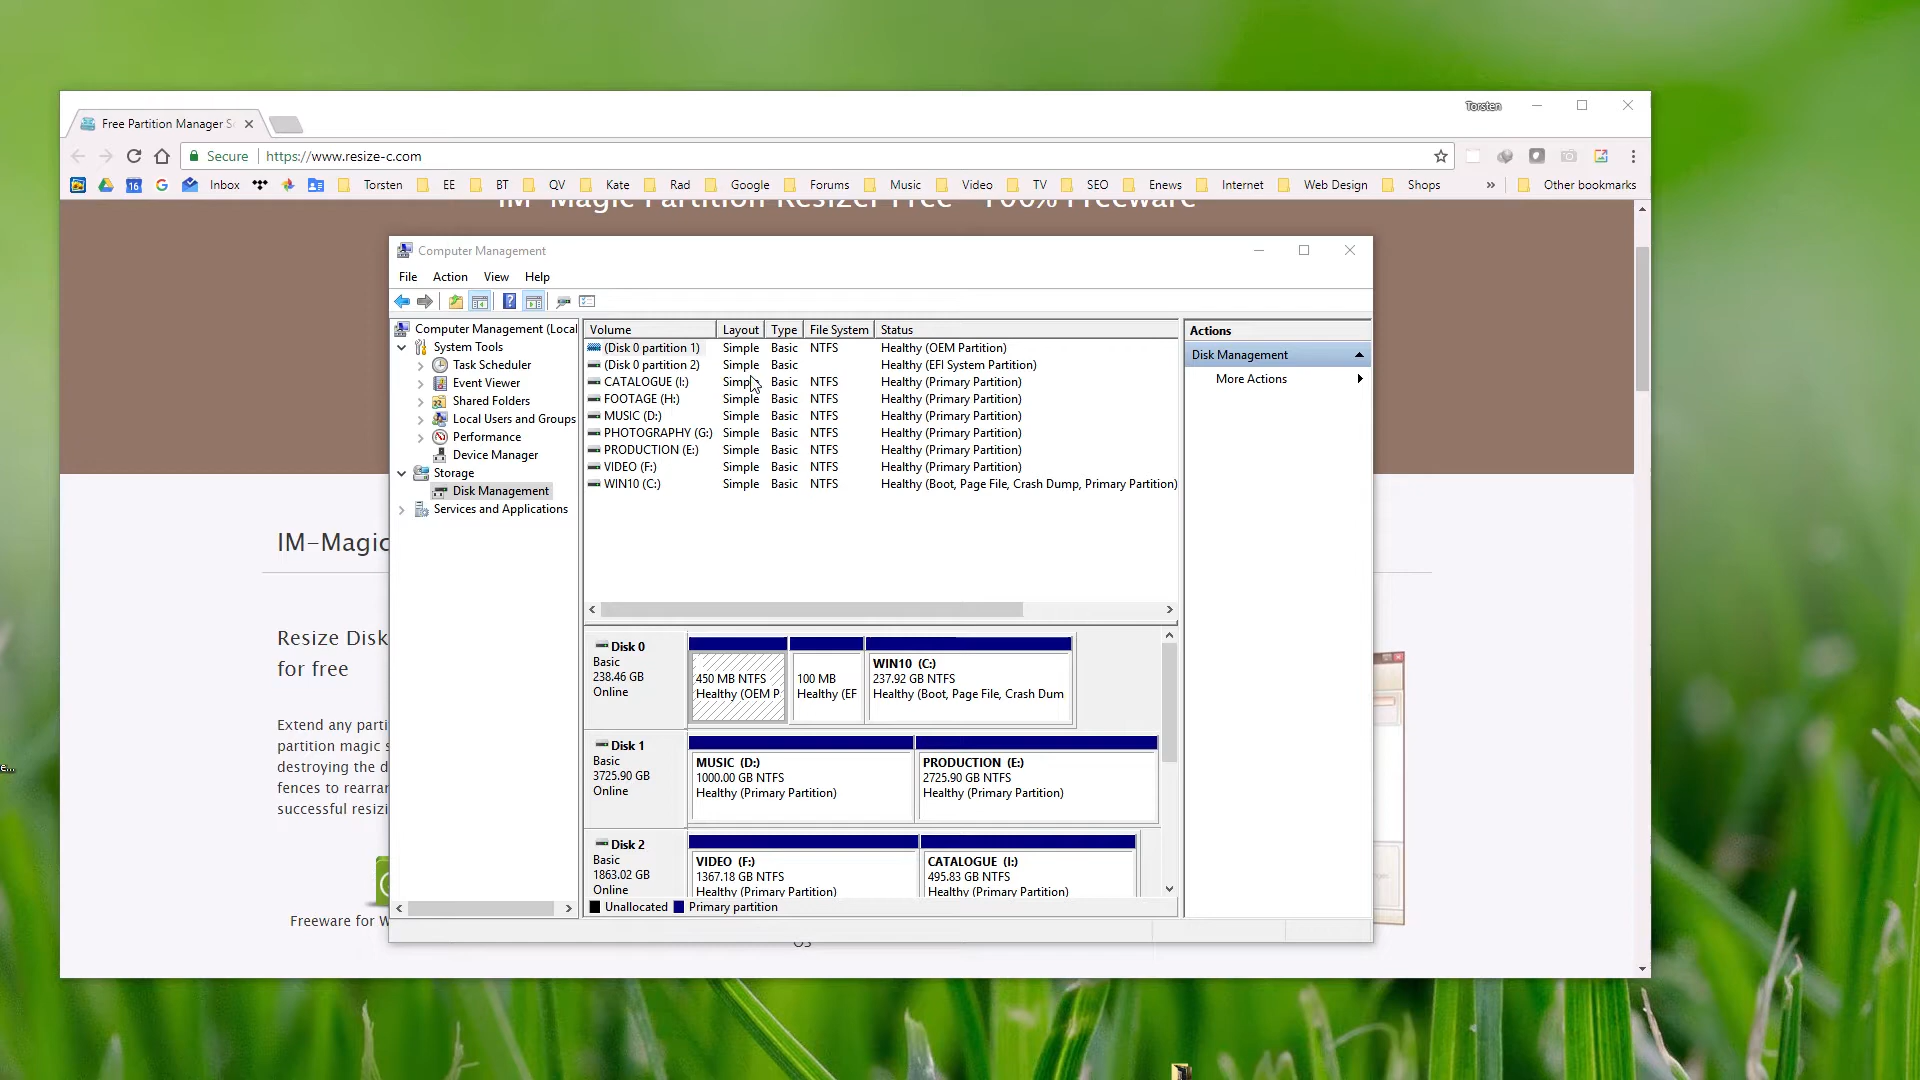 Torsten
Free Partition Manager S
Secure https://www.resize-c.com
16 Inbox Torsten EE BT QV Kate Rad Google Forums Music Video TV SEO Enews Internet Web Design Shops » Other bookmarks
IM-Magic Partition Resizer Free - 100% Freeware
Computer Management
File Action View Help
Computer Management (Local
System Tools
Task Scheduler
Event Viewer
Shared Folders
Local Users and Groups
Performance
Device Manager
Storage
Disk Management
Services and Applications
Volume Layout Type File System Status
(Disk 0 partition 1) Simple Basic NTFS Healthy (OEM Partition)
(Disk 0 partition 2) Simple Basic Healthy (EFI System Partition)
CATALOGUE (I:) Simple Basic NTFS Healthy (Primary Partition)
FOOTAGE (H:) Simple Basic NTFS Healthy (Primary Partition)
MUSIC (D:) Simple Basic NTFS Healthy (Primary Partition)
PHOTOGRAPHY (G:) Simple Basic NTFS Healthy (Primary Partition)
PRODUCTION (E:) Simple Basic NTFS Healthy (Primary Partition)
VIDEO (F:) Simple Basic NTFS Healthy (Primary Partition)
WIN10 (C:) Simple Basic NTFS Healthy (Boot, Page File, Crash Dump, Primary Partition)
Actions
Disk Management
More Actions
Disk 0
Basic
238.46 GB
Online
450 MB NTFS
Healthy (OEM P
100 MB
Healthy (EF
WIN10 (C:)
237.92 GB NTFS
Healthy (Boot, Page File, Crash Dum
Disk 1
Basic
3725.90 GB
Online
MUSIC (D:)
1000.00 GB NTFS
Healthy (Primary Partition)
PRODUCTION (E:)
2725.90 GB NTFS
Healthy (Primary Partition)
Disk 2
Basic
1863.02 GB
Online
VIDEO (F:)
1367.18 GB NTFS
Healthy (Primary Partition)
CATALOGUE (I:)
495.83 GB NTFS
Healthy (Primary Partition)
Unallocated Primary partition
IM-Magic
Resize Disk
for free
Extend any parti
partition magic s
destroying the d
fences to rearran
successful resizi
Freeware for W
OS
e...